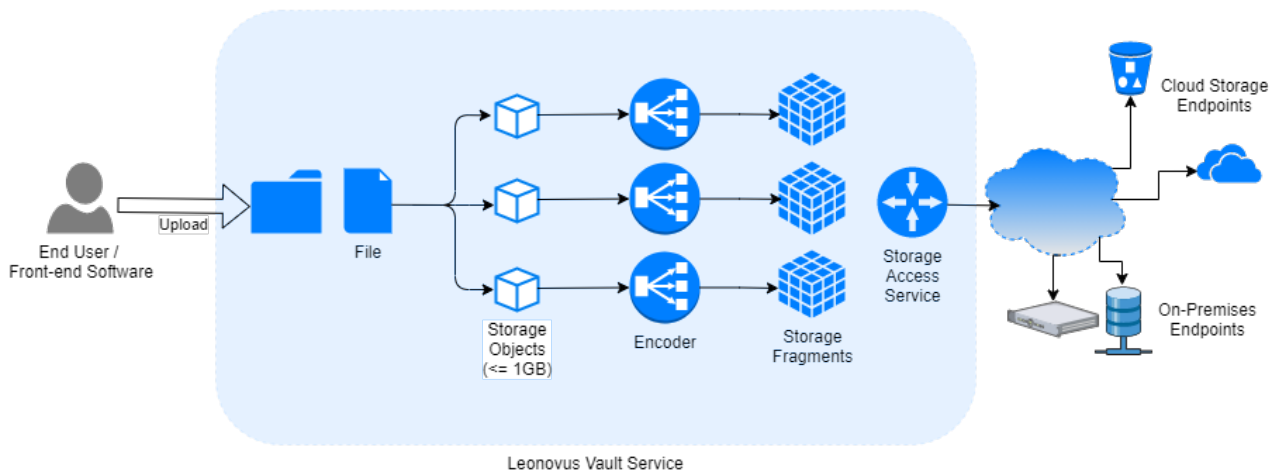 Cloud Storage
Endpoints
Upload
End User /
Front-end Software
File
Storage
Access
Service
On-Premises
Endpoints
Storage
Objects
(<= 1GB)
Encoder
Storage
Fragments
Leonovus Vault Service